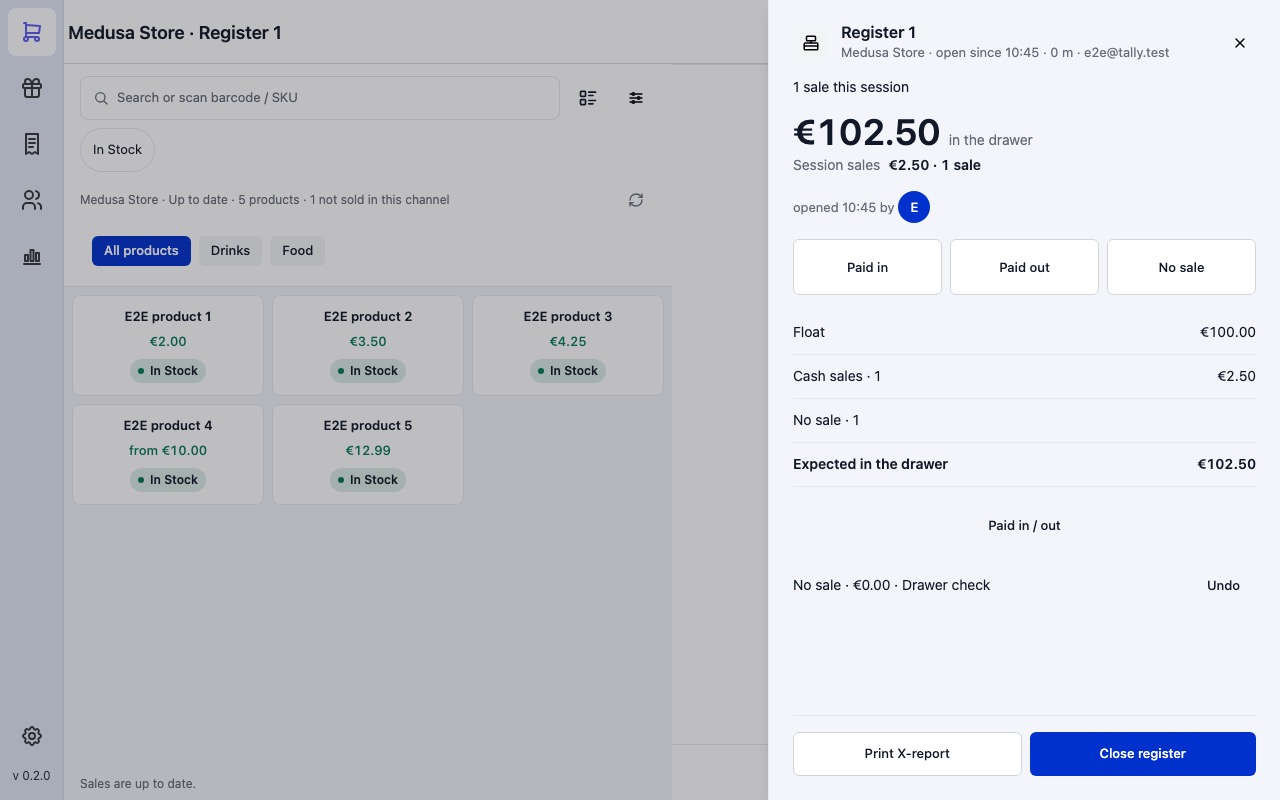 Medusa Store · Register 1
Search or scan barcode / SKU
In Stock
Medusa Store · Up to date · 5 products · 1 not sold in this channel
All products
Drinks
Food
E2E product 1
€2.00
In Stock
E2E product 2
€3.50
In Stock
E2E product 3
€4.25
In Stock
E2E product 4
from €10.00
In Stock
E2E product 5
€12.99
In Stock
v 0.2.0
Sales are up to date.
Register 1
Medusa Store · open since 10:45 · 0 m · e2e@tally.test
1 sale this session
€102.50 in the drawer
Session sales €2.50 · 1 sale
opened 10:45 by E
Paid in
Paid out
No sale
Float €100.00
Cash sales · 1 €2.50
No sale · 1
Expected in the drawer €102.50
Paid in / out
No sale · €0.00 · Drawer check Undo
Print X-report
Close register